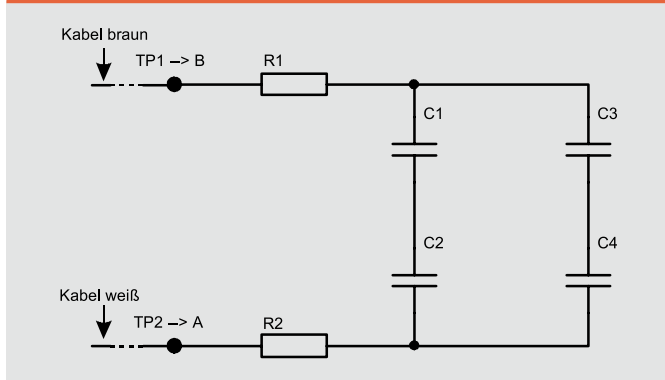 Kabel braun
TP1 –> B
R1
C1
C3
C2
C4
Kabel weiß
TP2 –> A
R2